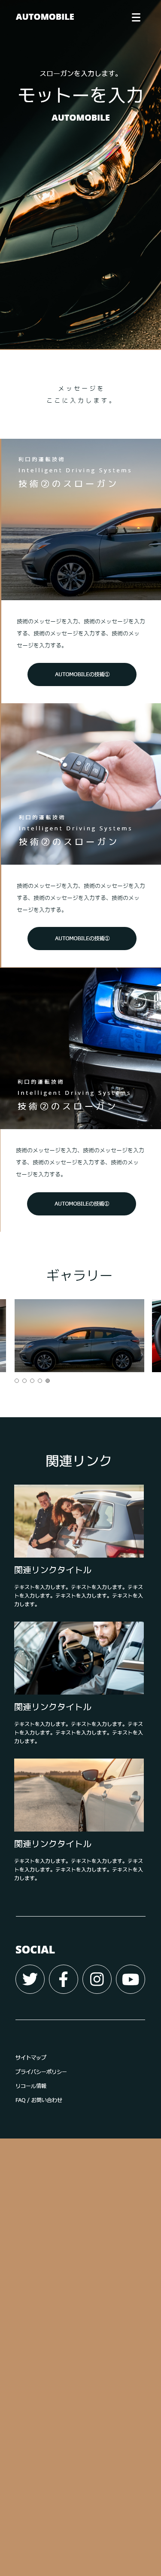 AUTOMOBILE
スローガンを入力します。
モットーを入力
AUTOMOBILE
メッセージを
ここに入力します。
利口的運転技術
Intelligent Driving Systems
技術②のスローガン
技術のメッセージを入力、技術のメッセージを入力
する、技術のメッセージを入力する、技術のメッ
セージを入力する。
AUTOMOBILEの技術①
利口的運転技術
Intelligent Driving Systems
技術②のスローガン
技術のメッセージを入力、技術のメッセージを入力
する、技術のメッセージを入力する、技術のメッ
セージを入力する。
AUTOMOBILEの技術①
利口的運転技術
Intelligent Driving Systems
技術②のスローガン
技術のメッセージを入力、技術のメッセージを入力
する、技術のメッセージを入力する、技術のメッ
セージを入力する。
AUTOMOBILEの技術①
ギャラリー
関連リンク
関連リンクタイトル
テキストを入力します。テキストを入力します。テキス
トを入力します。テキストを入力します。テキストを入
力します。
関連リンクタイトル
テキストを入力します。テキストを入力します。テキス
トを入力します。テキストを入力します。テキストを入
力します。
関連リンクタイトル
テキストを入力します。テキストを入力します。テキス
トを入力します。テキストを入力します。テキストを入
力します。
SOCIAL
サイトマップ
プライバシーポリシー
リコール情報
FAQ / お問い合わせ